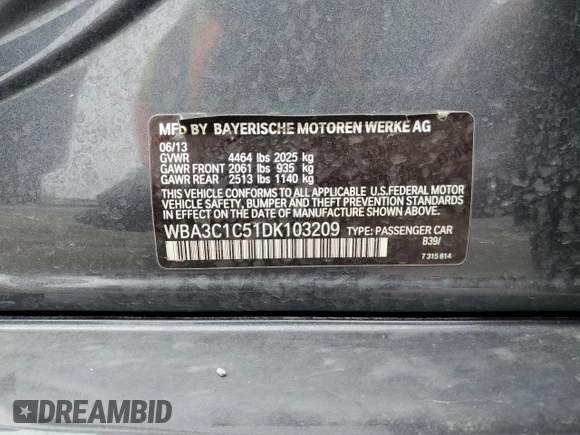 MFD BY BAYERISCHE MOTOREN WERKE AG
06/13
GVWR 4464 lbs 2025 kg
GAWR FRONT 2061 lbs 935 kg
GAWR REAR 2513 lbs 1140 kg
THIS VEHICLE CONFORMS TO ALL APPLICABLE U.S.FEDERAL MOTOR
VEHICLE SAFETY, BUMPER AND THEFT PREVENTION STANDARDS
IN EFFECT ON THE DATE OF MANUFACTURE SHOWN ABOVE.
WBA3C1C51DK103209 TYPE: PASSENGER CAR
B39/
7 315 814
DREAMBID